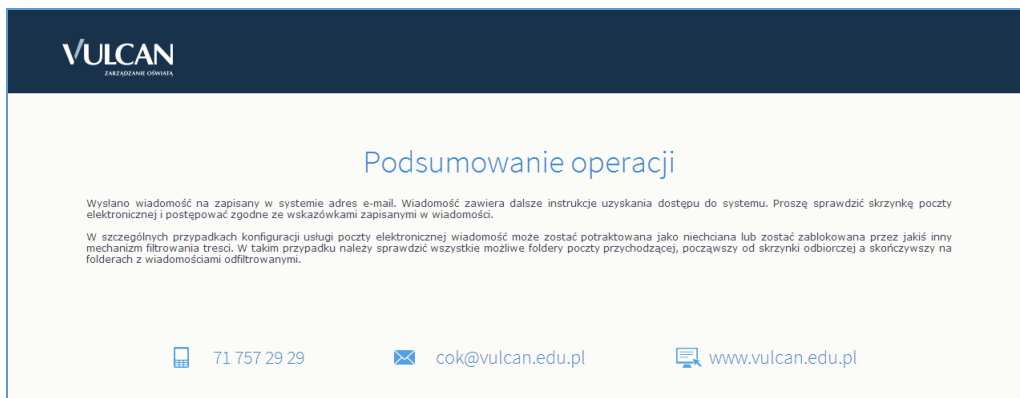 VULCAN
ZARZĄDZANIE OŚWIATĄ
Podsumowanie operacji
Wysłano wiadomość na zapisany w systemie adres e-mail. Wiadomość zawiera dalsze instrukcje uzyskania dostępu do systemu. Proszę sprawdzić skrzynkę poczty
elektronicznej i postępować zgodne ze wskazówkami zapisanymi w wiadomości.
W szczególnych przypadkach konfiguracji usługi poczty elektronicznej wiadomość może zostać potraktowana jako niechciana lub zostać zablokowana przez jakiś inny
mechanizm filtrowania tresci. W takim przypadku należy sprawdzić wszystkie możliwe foldery poczty przychodzącej, począwszy od skrzynki odbiorczej a skończywszy na
folderach z wiadomościami odfiltrowanymi.
71 757 29 29 cok@vulcan.edu.pl www.vulcan.edu.pl